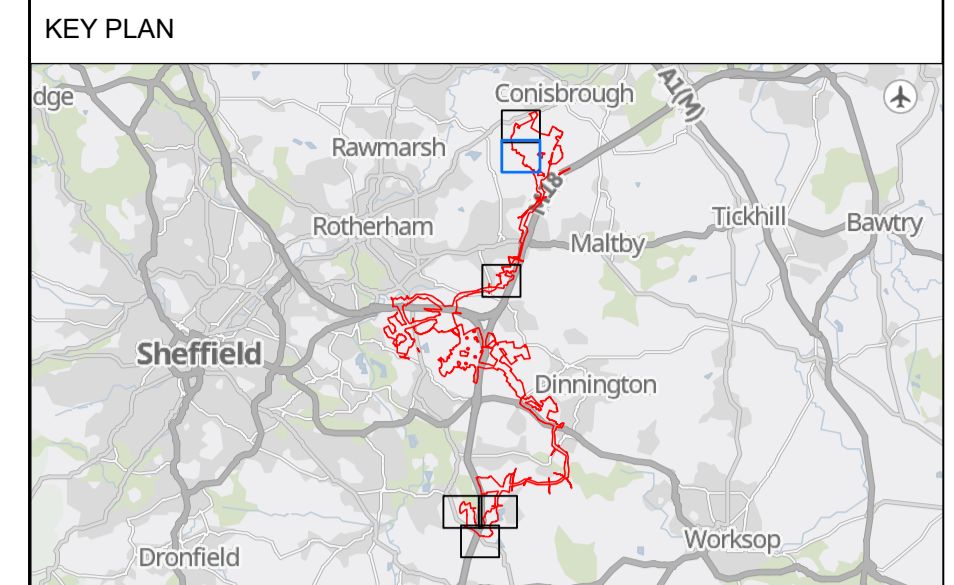 KEY PLAN
dge
Conisbrough
A1(M)
Rawmarsh
M18
Rotherham
Tickhill
Bawtry
Maltby
Sheffield
Dinnington
Worksop
Dronfield